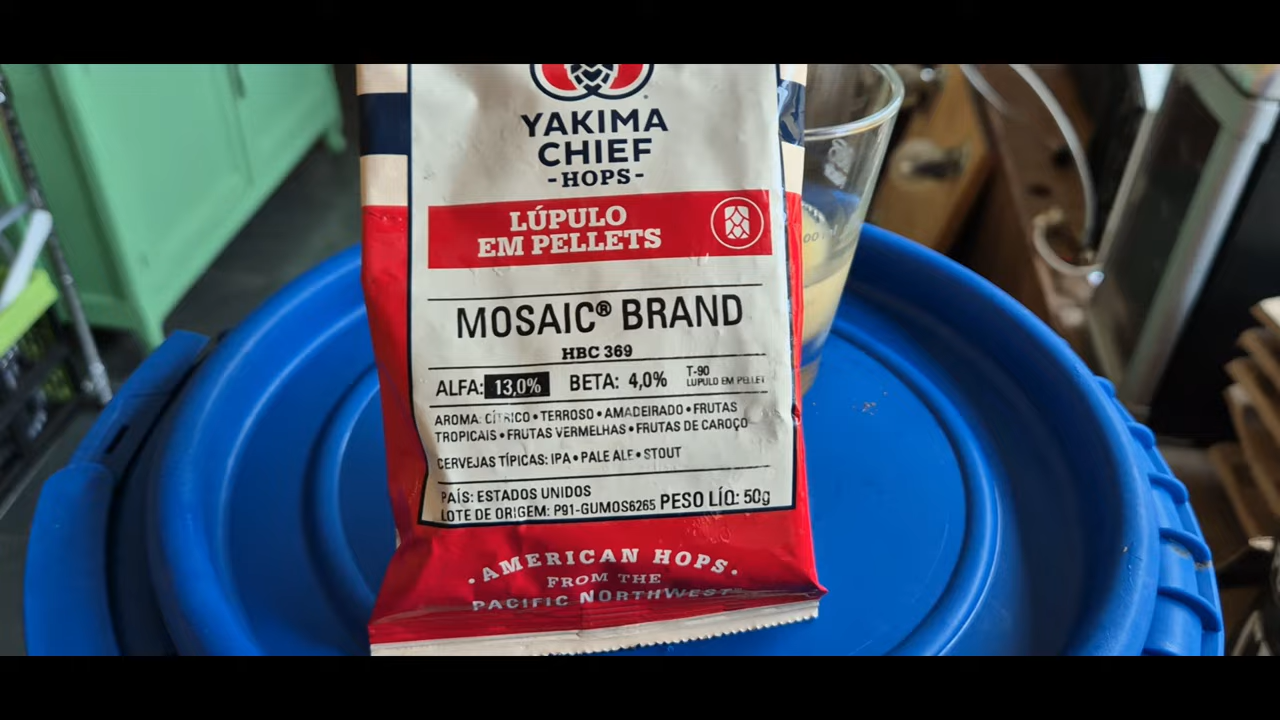 YAKIMA
CHIEF
-HOPS-
LÚPULO
EM PELLETS
MOSAIC® BRAND
HBC 369
ALFA: 13,0% BETA: 4,0% T-90
LUPULO EM PELLET
AROMA: CÍTRICO • TERROSO • AMADEIRADO • FRUTAS
TROPICAIS • FRUTAS VERMELHAS • FRUTAS DE CAROÇO
CERVEJAS TÍPICAS: IPA • PALE ALE • STOUT
PAÍS: ESTADOS UNIDOS
LOTE DE ORIGEM: P91-GUMOS6265 PESO LÍQ: 50g
• AMERICAN HOPS •
FROM THE
PACIFIC NORTHWEST